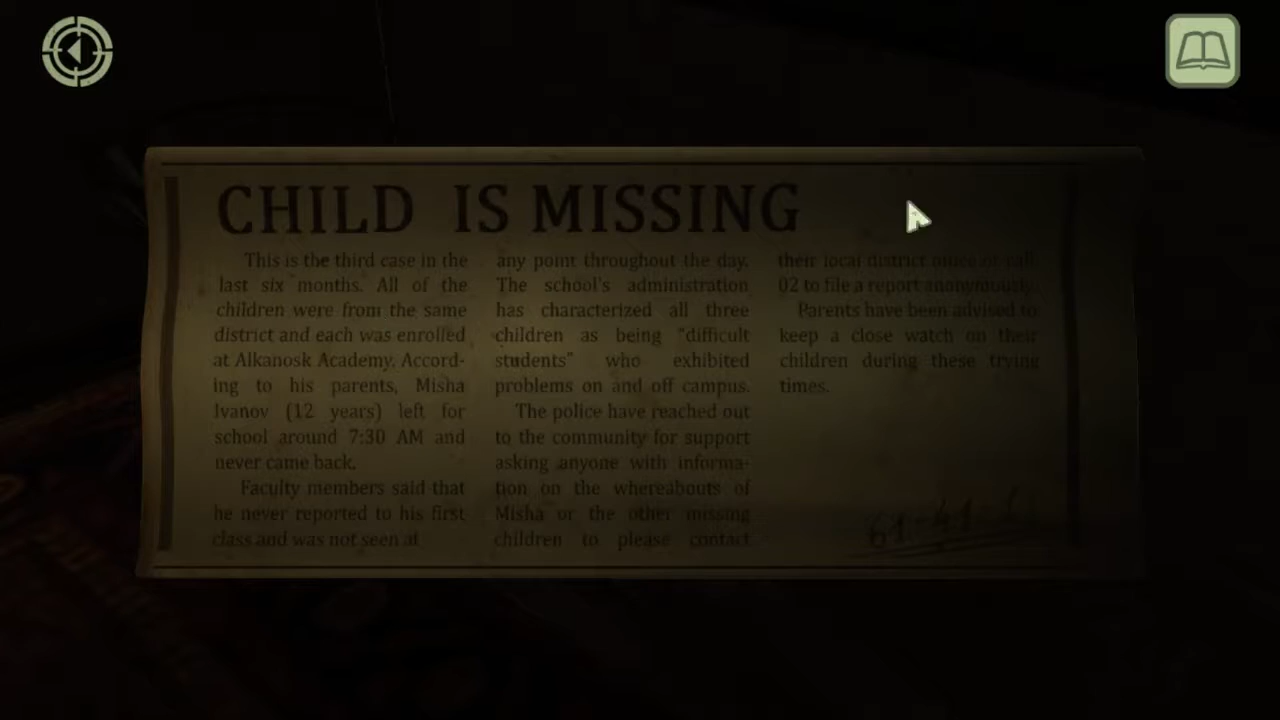 CHILD IS MISSING
This is the third case in the
last six months. All of the
children were from the same
district and each was enrolled
at Alkanosk Academy. Accord-
ing to his parents, Misha
Ivanov (12 years) left for
school around 7:30 AM and
never came back.
Faculty members said that
he never reported to his first
class and was not seen at
any point throughout the day.
The school's administration
has characterized all three
children as being "difficult
students" who exhibited
problems on and off campus.
The police have reached out
to the community for support
asking anyone with informa-
tion on the whereabouts of
Misha or the other missing
children to please contact
their local district office or call
02 to file a report anonymously.
Parents have been advised to
keep a close watch on their
children during these trying
times.